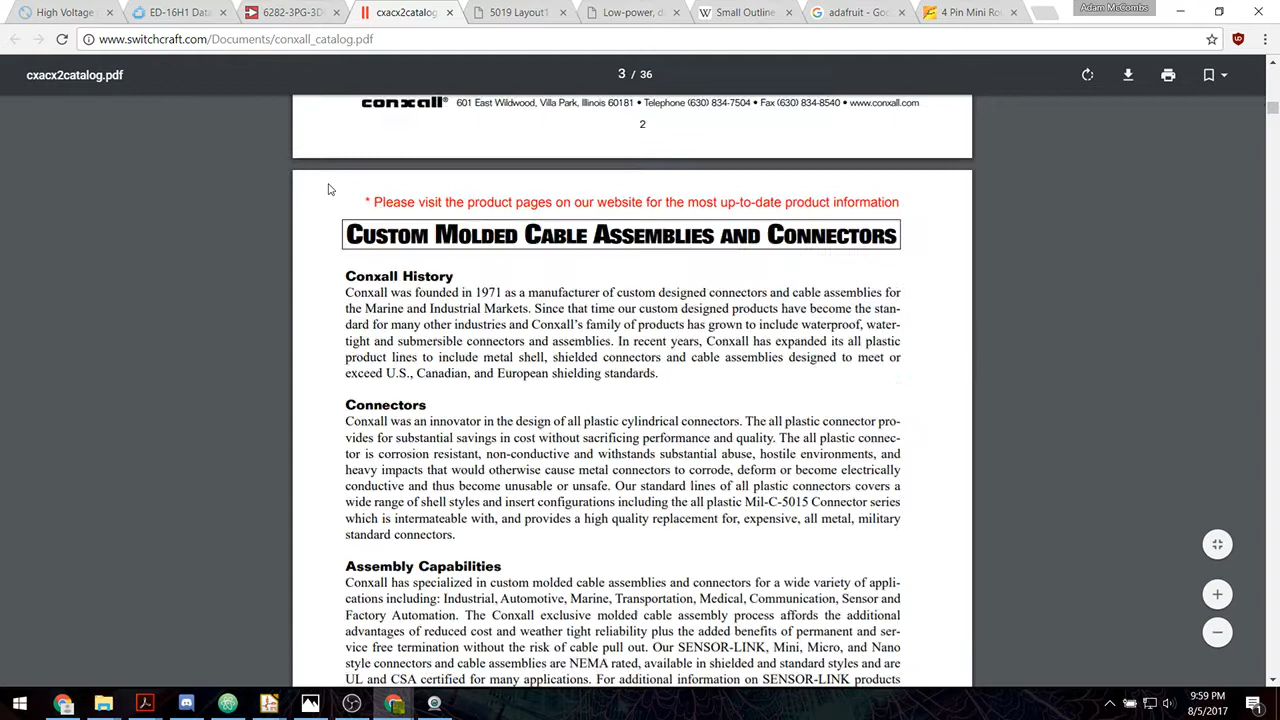 High Voltage
ED-16H1 Data
6282-3PG-3D
cxacx2catalog
5019 Layout1
Low-power, d
Small Outline
adafruit - Goo
4 Pin Mini Ro
Adam McCombs
www.switchcraft.com/Documents/conxall_catalog.pdf
cxacx2catalog.pdf
3 / 36
conxall® 601 East Wildwood, Villa Park, Illinois 60181 • Telephone (630) 834-7504 • Fax (630) 834-8540 • www.conxall.com
2
* Please visit the product pages on our website for the most up-to-date product information
CUSTOM MOLDED CABLE ASSEMBLIES AND CONNECTORS
Conxall History
Conxall was founded in 1971 as a manufacturer of custom designed connectors and cable assemblies for
the Marine and Industrial Markets. Since that time our custom designed products have become the stan-
dard for many other industries and Conxall's family of products has grown to include waterproof, water-
tight and submersible connectors and assemblies. In recent years, Conxall has expanded its all plastic
product lines to include metal shell, shielded connectors and cable assemblies designed to meet or
exceed U.S., Canadian, and European shielding standards.
Connectors
Conxall was an innovator in the design of all plastic cylindrical connectors. The all plastic connector pro-
vides for substantial savings in cost without sacrificing performance and quality. The all plastic connec-
tor is corrosion resistant, non-conductive and withstands substantial abuse, hostile environments, and
heavy impacts that would otherwise cause metal connectors to corrode, deform or become electrically
conductive and thus become unusable or unsafe. Our standard lines of all plastic connectors covers a
wide range of shell styles and insert configurations including the all plastic Mil-C-5015 Connector series
which is intermateable with, and provides a high quality replacement for, expensive, all metal, military
standard connectors.
Assembly Capabilities
Conxall has specialized in custom molded cable assemblies and connectors for a wide variety of appli-
cations including: Industrial, Automotive, Marine, Transportation, Medical, Communication, Sensor and
Factory Automation. The Conxall exclusive molded cable assembly process affords the additional
advantages of reduced cost and weather tight reliability plus the added benefits of permanent and ser-
vice free termination without the risk of cable pull out. Our SENSOR-LINK, Mini, Micro, and Nano
style connectors and cable assemblies are NEMA rated, available in shielded and standard styles and are
UL and CSA certified for many applications. For additional information on SENSOR-LINK products
9:59 PM
8/5/2017